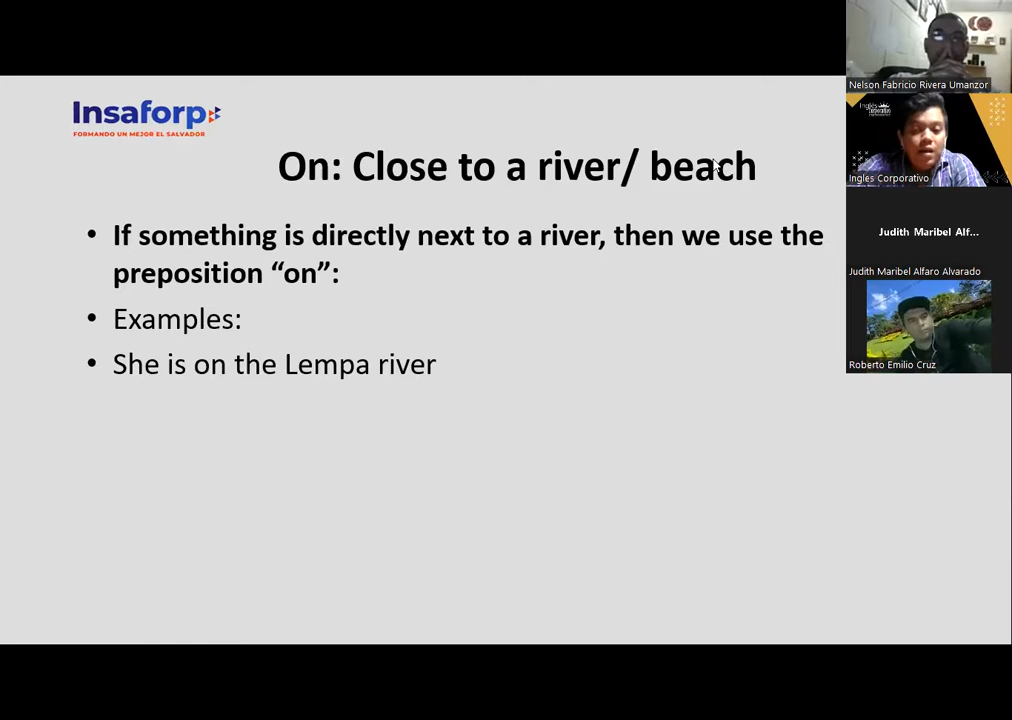 Insaforp
FORMANDO UN MEJOR EL SALVADOR
On: Close to a river/ beach
• If something is directly next to a river, then we use the
preposition “on”:
• Examples:
• She is on the Lempa river
Nelson Fabricio Rivera Umanzor
Inglés
Corporativo
Ingles Corporativo
Judith Maribel Alf...
Judith Maribel Alfaro Alvarado
Roberto Emilio Cruz